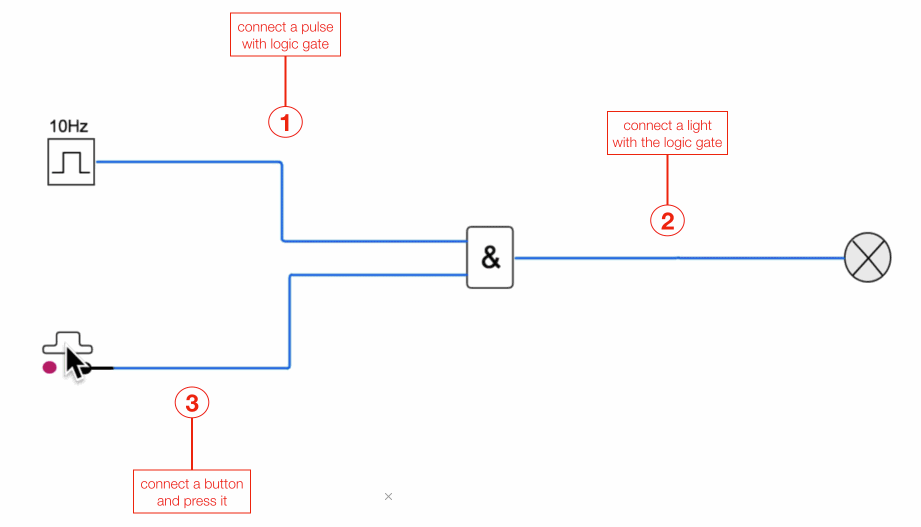 connect a pulse
with logic gate
1
10Hz
connect a light
with the logic gate
2
&
3
connect a button
and press it